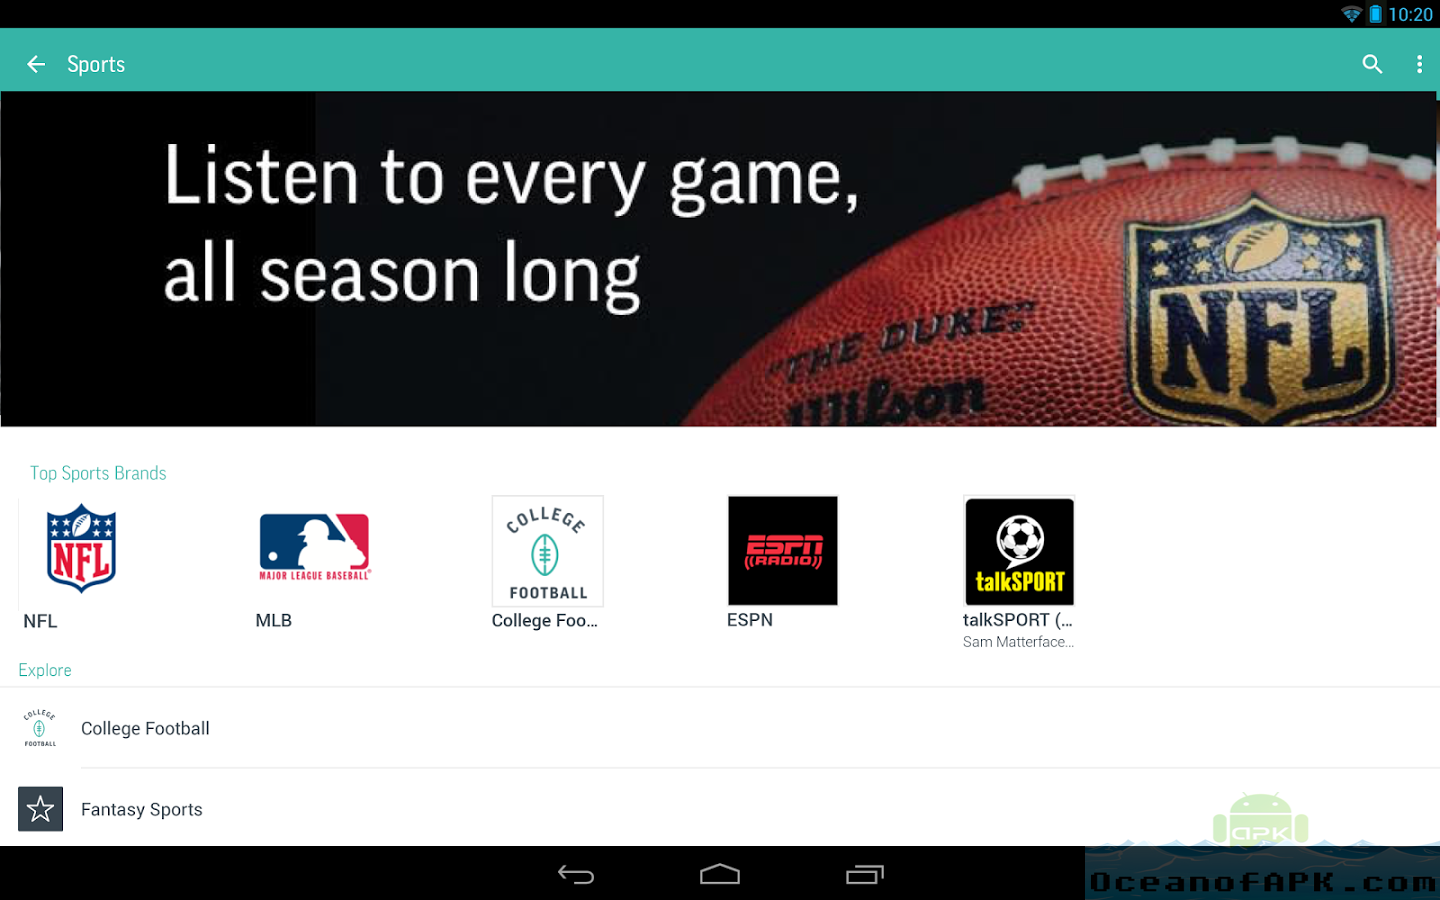 10:20
Sports
Listen to every game,
all season long
"THE DUKE"
Wilson
NFL
Top Sports Brands
NFL
MAJOR LEAGUE BASEBALL®
COLLEGE
FOOTBALL
ESPN
((RADIO))
talkSPORT
NFL
MLB
College Foo...
ESPN
talkSPORT (...
Sam Matterface...
Explore
COLLEGE
FOOTBALL
College Football
Fantasy Sports
APK
OceanofAPK.com